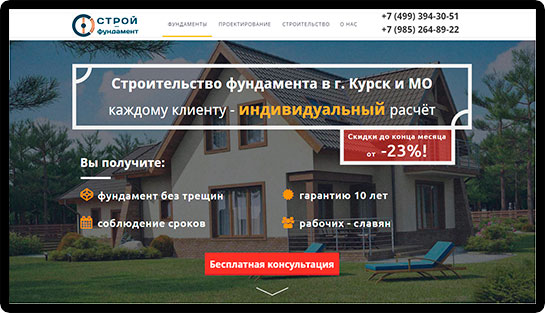 СТРОЙ
фундамент
ФУНДАМЕНТЫ ПРОЕКТИРОВАНИЕ СТРОИТЕЛЬСТВО О НАС
+7 (499) 394-30-51
+7 (985) 264-89-22
Строительство фундамента в г. Курск и МО
каждому клиенту - индивидуальный расчёт
Скидки до конца месяца
от -23%!
Вы получите:
фундамент без трещин
гарантию 10 лет
соблюдение сроков
рабочих - славян
Бесплатная консультация